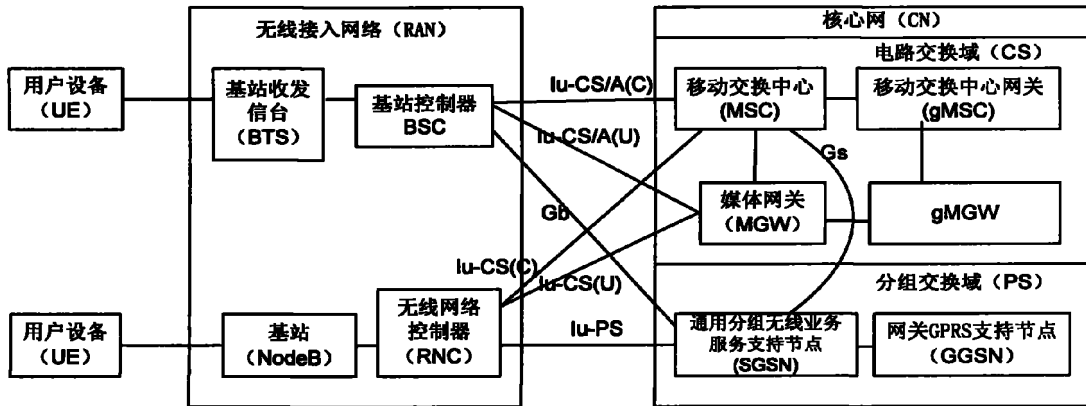 无线接入网络（RAN）
核心网（CN）
电路交换域（CS）
用户设备
（UE）
基站收发
信台
（BTS）
基站控制器
BSC
Iu-CS/A(C)
移动交换中心
(MSC)
移动交换中心网关
(gMSC)
Iu-CS/A(U)
Gs
Gb
媒体网关
（MGW）
gMGW
Iu-CS(C)
Iu-CS(U)
分组交换域（PS）
用户设备
（UE）
基站
（NodeB）
无线网络
控制器
（RNC）
Iu-PS
通用分组无线业务
服务支持节点
(SGSN)
网关GPRS支持节点
（GGSN）